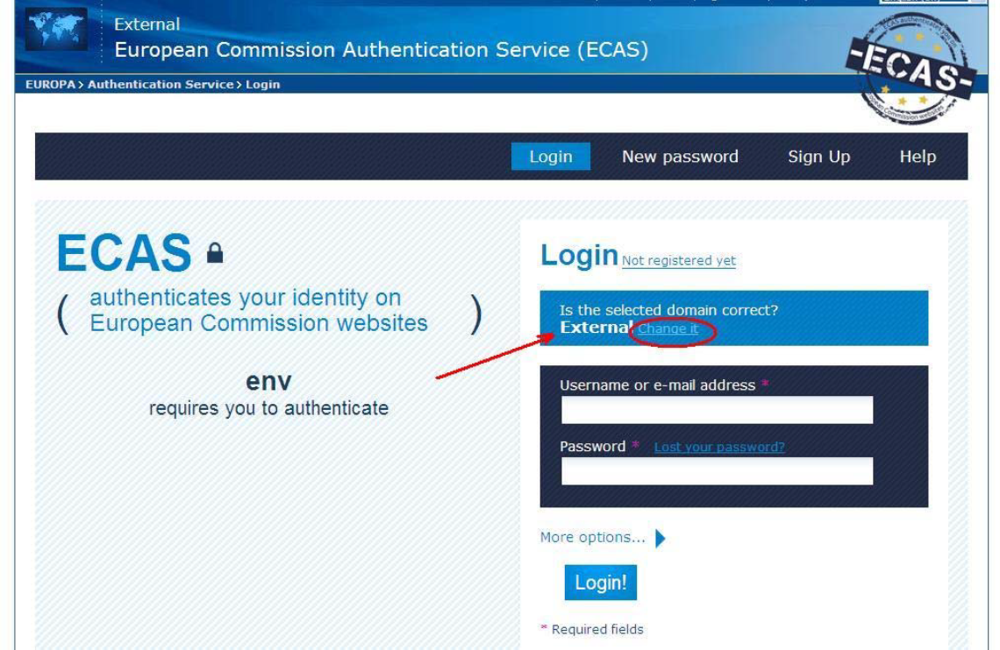 External
European Commission Authentication Service (ECAS)
-ECAS-
EUROPA > Authentication Service > Login
Login New password Sign Up Help
ECAS
( authenticates your identity on
European Commission websites )
env
requires you to authenticate
Login Not registered yet
Is the selected domain correct?
External Change it
Username or e-mail address *
Password * Lost your password?
More options...
Login!
* Required fields